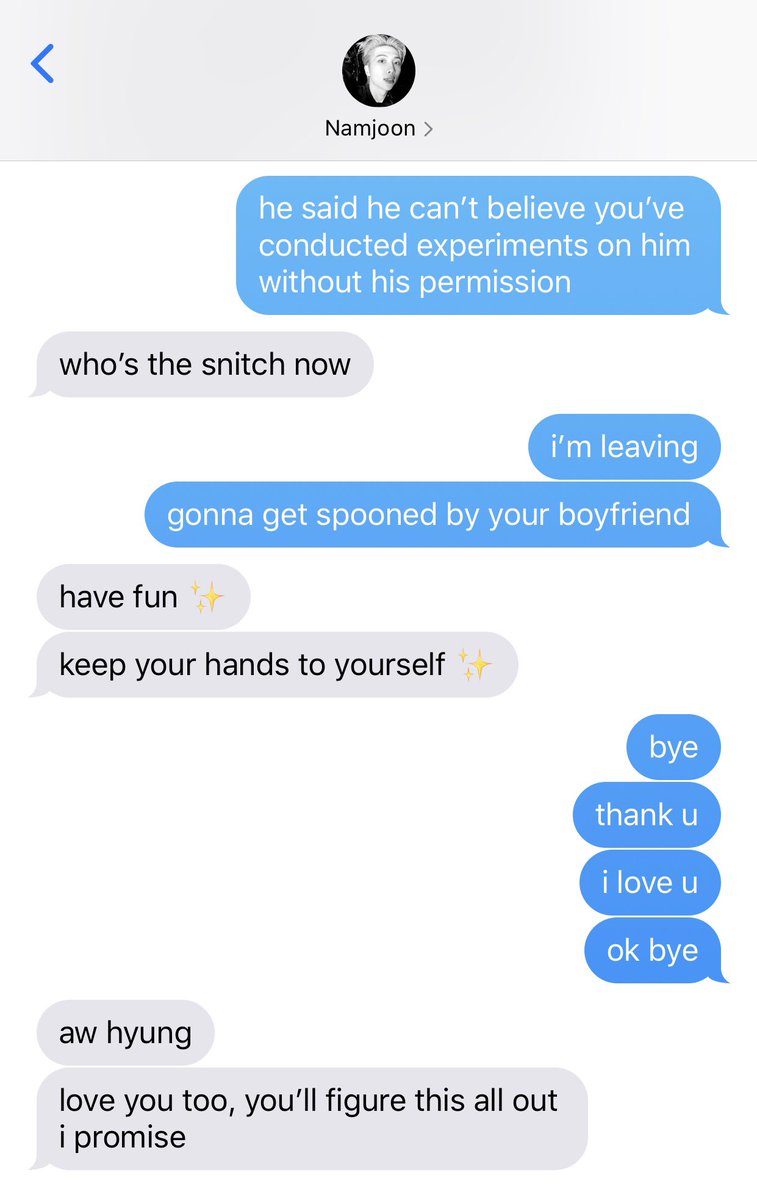 Namjoon
he said he can’t believe you’ve
conducted experiments on him
without his permission
who’s the snitch now
i’m leaving
gonna get spooned by your boyfriend
have fun ✨
keep your hands to yourself ✨
bye
thank u
i love u
ok bye
aw hyung
love you too, you’ll figure this all out
i promise